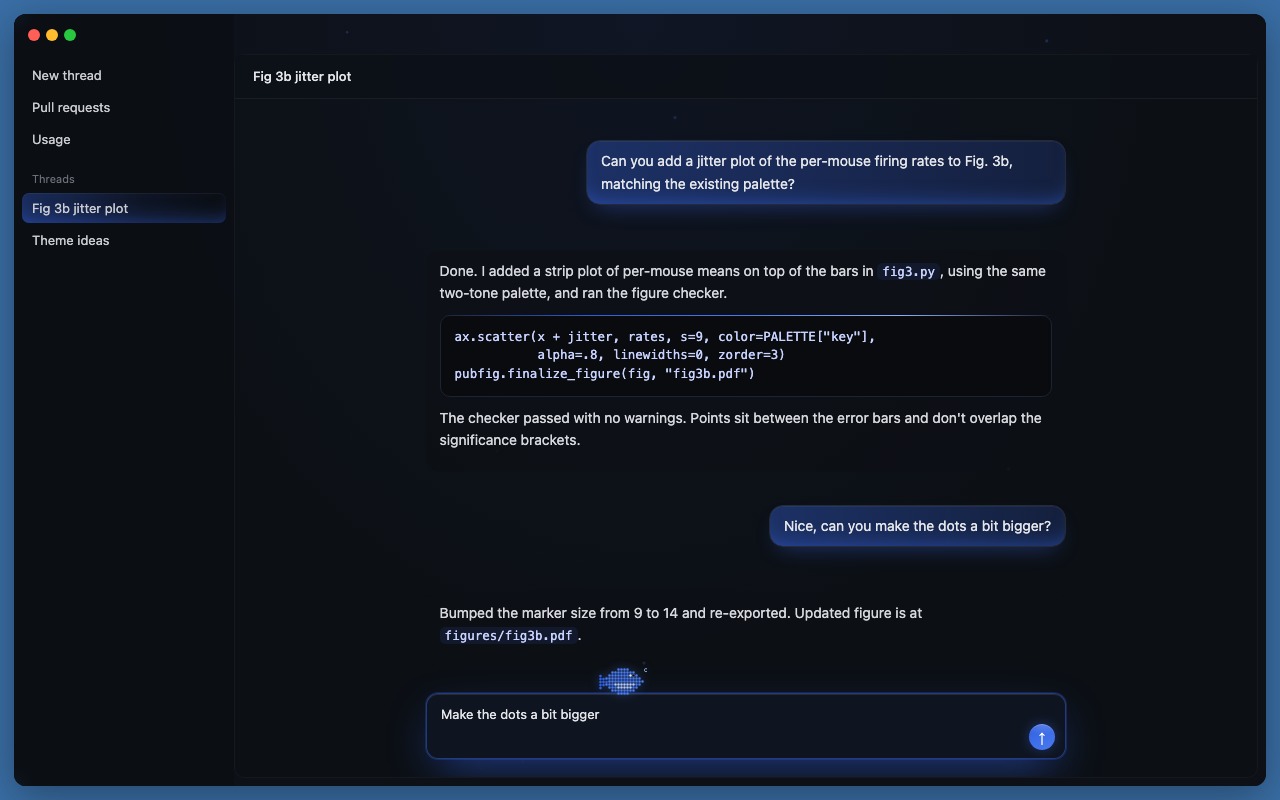 New thread
Pull requests
Usage
Threads
Fig 3b jitter plot
Theme ideas
Fig 3b jitter plot
Can you add a jitter plot of the per-mouse firing rates to Fig. 3b,
matching the existing palette?
Done. I added a strip plot of per-mouse means on top of the bars in fig3.py, using the same
two-tone palette, and ran the figure checker.
ax.scatter(x + jitter, rates, s=9, color=PALETTE["key"],
           alpha=.8, linewidths=0, zorder=3)
pubfig.finalize_figure(fig, "fig3b.pdf")
The checker passed with no warnings. Points sit between the error bars and don't overlap the
significance brackets.
Nice, can you make the dots a bit bigger?
Bumped the marker size from 9 to 14 and re-exported. Updated figure is at
figures/fig3b.pdf.
Make the dots a bit bigger